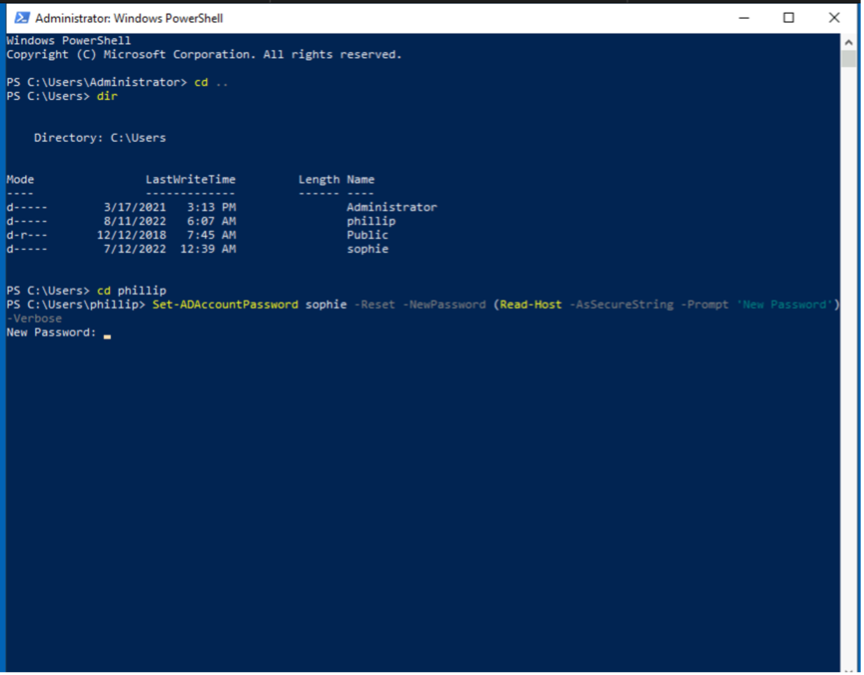 Administrator: Windows PowerShell
Windows PowerShell
Copyright (C) Microsoft Corporation. All rights reserved.
PS C:\Users\Administrator> cd ..
PS C:\Users> dir
Directory: C:\Users
Mode LastWriteTime Length Name
---- ------------- ------ ----
d----- 3/17/2021 3:13 PM Administrator
d----- 8/11/2022 6:07 AM phillip
d-r--- 12/12/2018 7:45 AM Public
d----- 7/12/2022 12:39 AM sophie
PS C:\Users> cd phillip
PS C:\Users\phillip> Set-ADAccountPassword sophie -Reset -NewPassword (Read-Host -AsSecureString -Prompt 'New Password')
-Verbose
New Password: